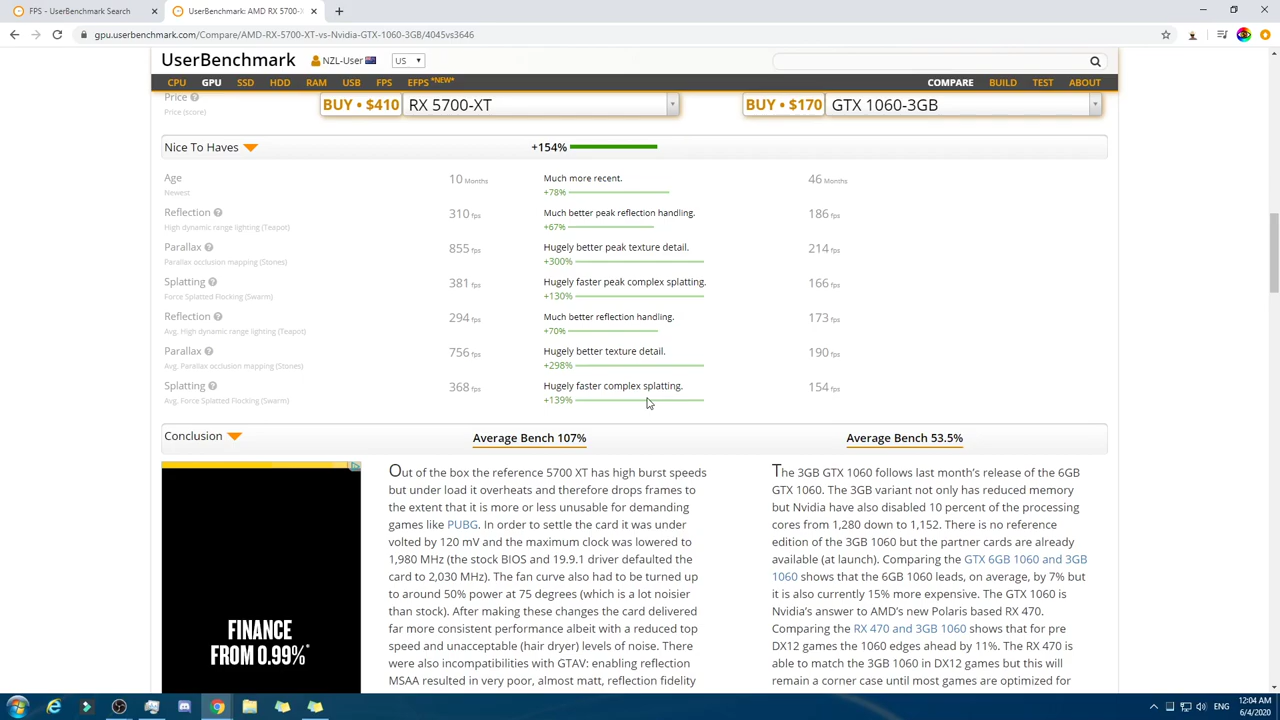 FPS - UserBenchmark Search
UserBenchmark: AMD RX 5700-X
gpu.userbenchmark.com/Compare/AMD-RX-5700-XT-vs-Nvidia-GTX-1060-3GB/4045vs3646
UserBenchmark
NZL-User
US
CPU GPU SSD HDD RAM USB FPS EFPS *NEW*
COMPARE BUILD TEST ABOUT
Price
Price (score)
BUY • $410 RX 5700-XT
BUY • $170 GTX 1060-3GB
Nice To Haves +154%
Age 10 Months Much more recent. 46 Months
Newest +78%
Reflection 310 fps Much better peak reflection handling. 186 fps
High dynamic range lighting (Teapot) +67%
Parallax 855 fps Hugely better peak texture detail. 214 fps
Parallax occlusion mapping (Stones) +300%
Splatting 381 fps Hugely faster peak complex splatting. 166 fps
Force Splatted Flocking (Swarm) +130%
Reflection 294 fps Much better reflection handling. 173 fps
Avg. High dynamic range lighting (Teapot) +70%
Parallax 756 fps Hugely better texture detail. 190 fps
Avg. Parallax occlusion mapping (Stones) +298%
Splatting 368 fps Hugely faster complex splatting. 154 fps
Avg. Force Splatted Flocking (Swarm) +139%
Conclusion Average Bench 107% Average Bench 53.5%
Out of the box the reference 5700 XT has high burst speeds
but under load it overheats and therefore drops frames to
the extent that it is more or less unusable for demanding
games like PUBG. In order to settle the card it was under
volted by 120 mV and the maximum clock was lowered to
1,980 MHz (the stock BIOS and 19.9.1 driver defaulted the
card to 2,030 MHz). The fan curve also had to be turned up
to around 50% power at 75 degrees (which is a lot noisier
than stock). After making these changes the card delivered
far more consistent performance albeit with a reduced top
speed and unacceptable (hair dryer) levels of noise. There
were also incompatibilities with GTAV: enabling reflection
MSAA resulted in very poor, almost matt, reflection fidelity
The 3GB GTX 1060 follows last month's release of the 6GB
GTX 1060. The 3GB variant not only has reduced memory
but Nvidia have also disabled 10 percent of the processing
cores from 1,280 down to 1,152. There is no reference
edition of the 3GB 1060 but the partner cards are already
available (at launch). Comparing the GTX 6GB 1060 and 3GB
1060 shows that the 6GB 1060 leads, on average, by 7% but
it is also currently 15% more expensive. The GTX 1060 is
Nvidia's answer to AMD's new Polaris based RX 470.
Comparing the RX 470 and 3GB 1060 shows that for pre
DX12 games the 1060 edges ahead by 11%. The RX 470 is
able to match the 3GB 1060 in DX12 games but this will
remain a corner case until most games are optimized for
FINANCE
FROM 0.99%*
ENG
12:04 AM
6/4/2020